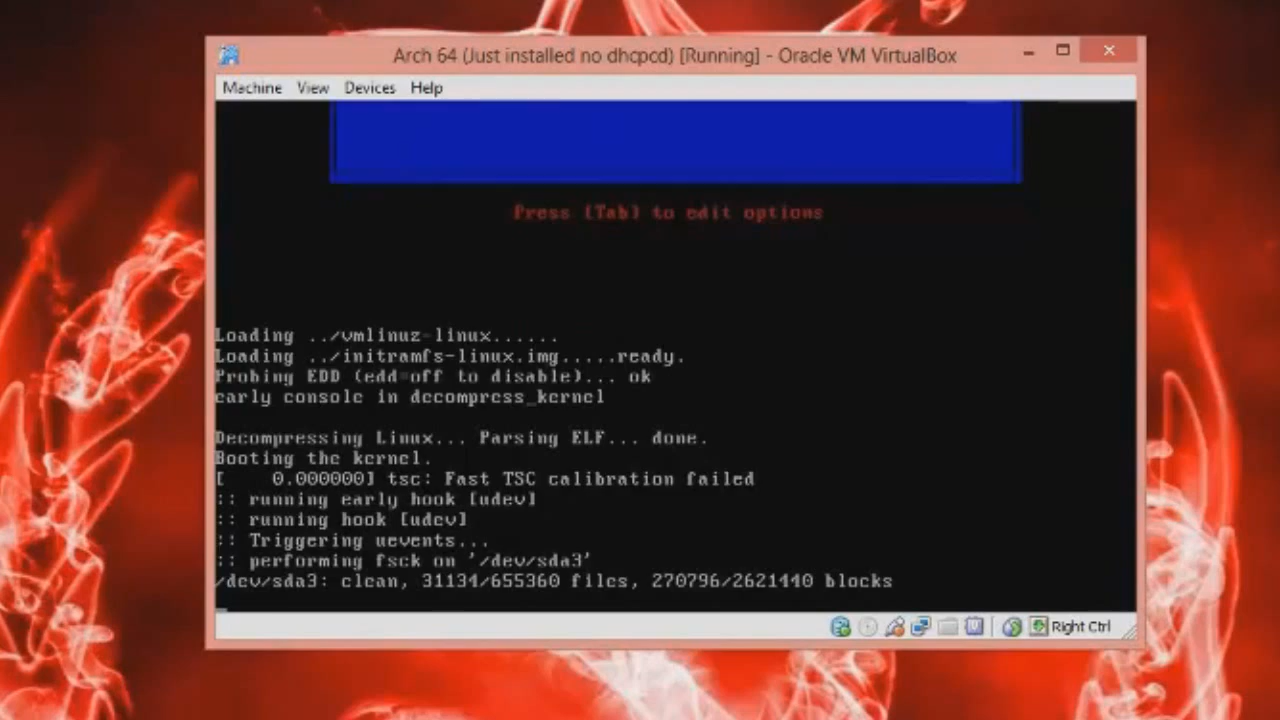 Arch 64 (Just installed no dhcpcd) [Running] - Oracle VM VirtualBox
Machine View Devices Help
Press [Tab] to edit options
Loading ../vmlinuz-linux......
Loading ../initramfs-linux.img.....ready.
Probing EDD (edd=off to disable)... ok
early console in decompress_kernel
Decompressing Linux... Parsing ELF... done.
Booting the kernel.
[    0.000000] tsc: Fast TSC calibration failed
:: running early hook [udev]
:: running hook [udev]
:: Triggering uevents...
:: performing fsck on '/dev/sda3'
/dev/sda3: clean, 31134/655360 files, 270796/2621440 blocks
Right Ctrl